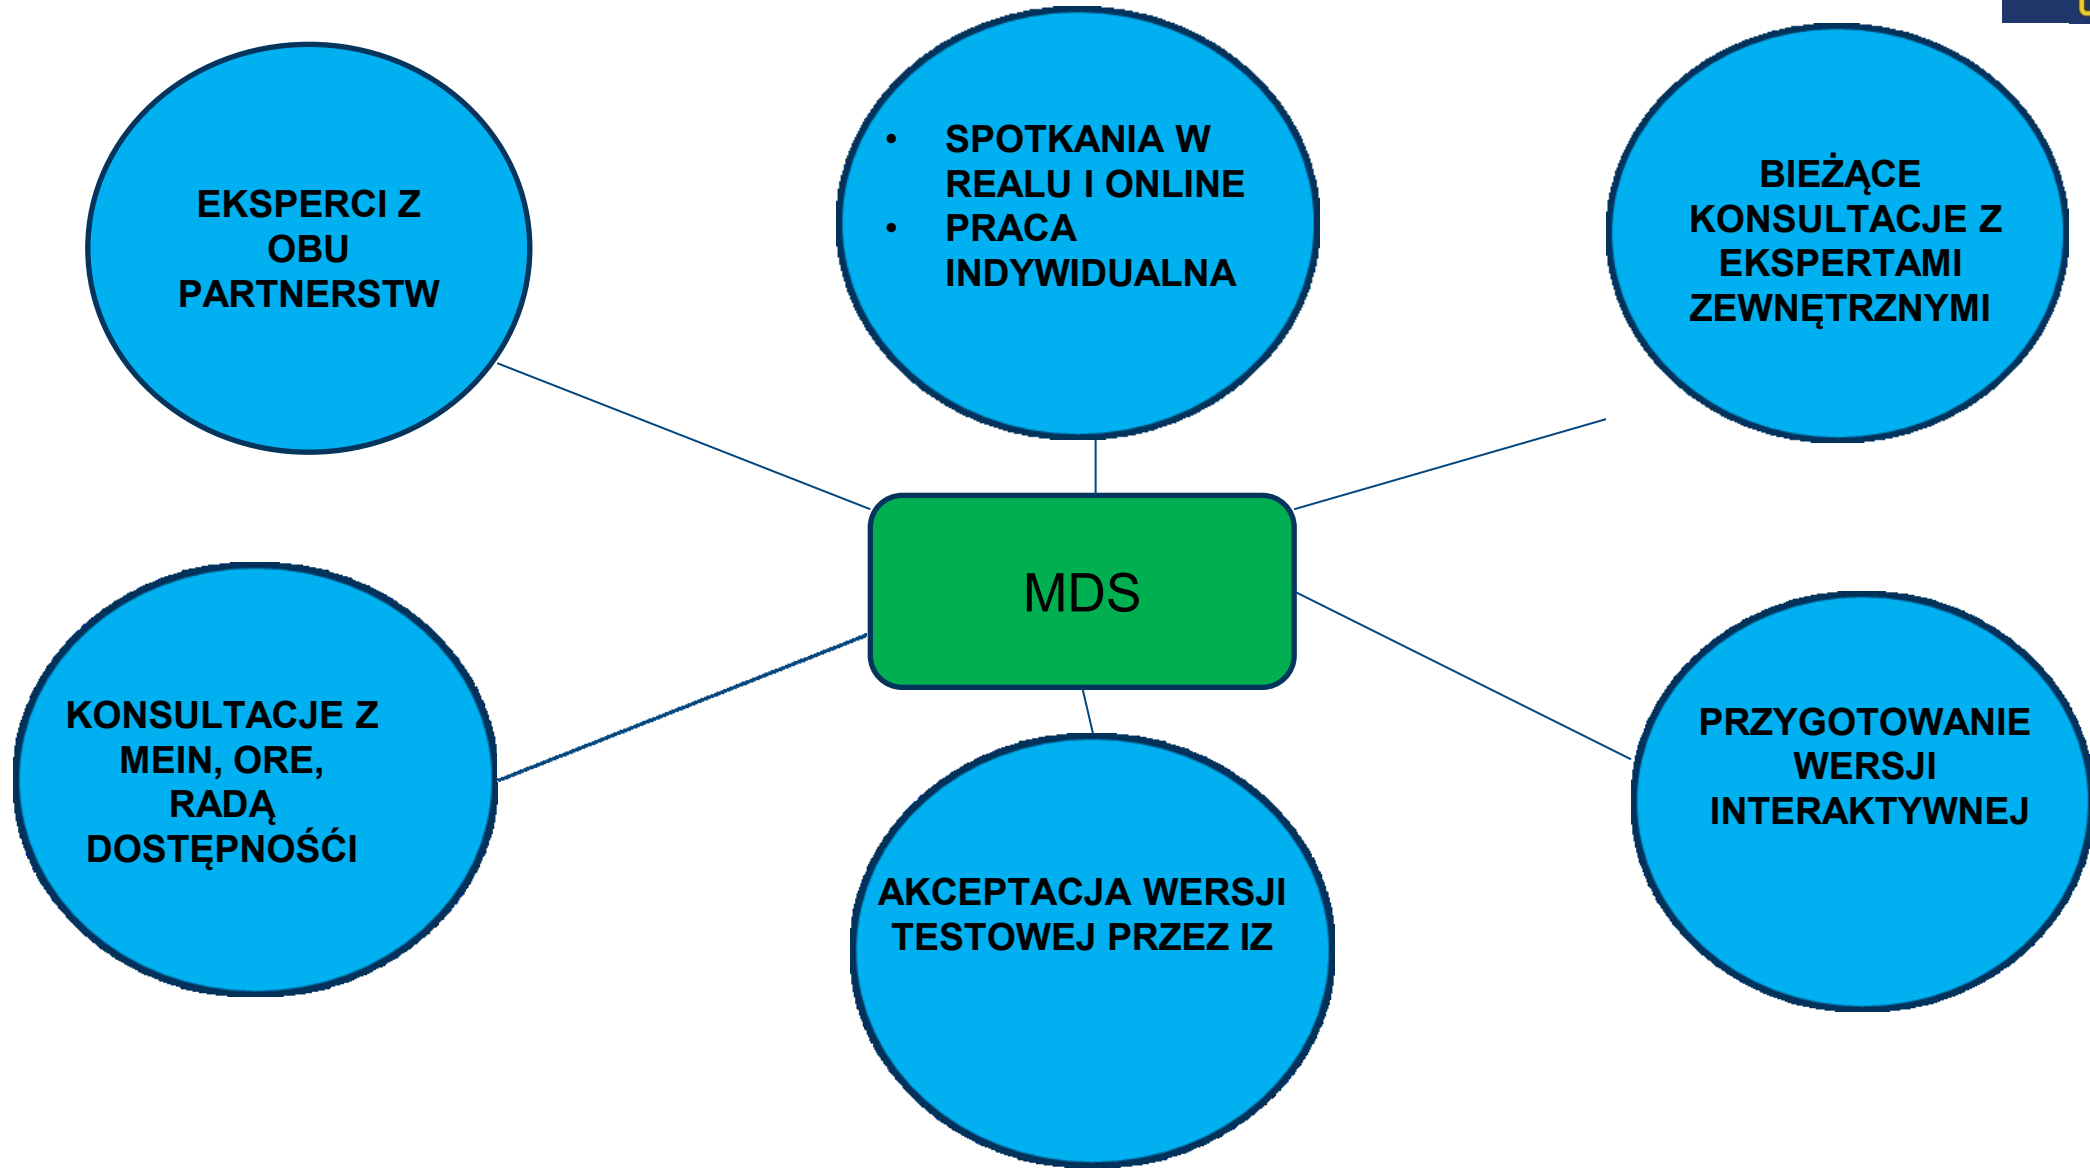 EKSPERCI Z
OBU
PARTNERSTW
• SPOTKANIA W
REALU I ONLINE
• PRACA
INDYWIDUALNA
BIEŻĄCE
KONSULTACJE Z
EKSPERTAMI
ZEWNĘTRZNYMI
MDS
KONSULTACJE Z
MEIN, ORE,
RADĄ
DOSTĘPNOŚĆI
AKCEPTACJA WERSJI
TESTOWEJ PRZEZ IZ
PRZYGOTOWANIE
WERSJI
INTERAKTYWNEJ